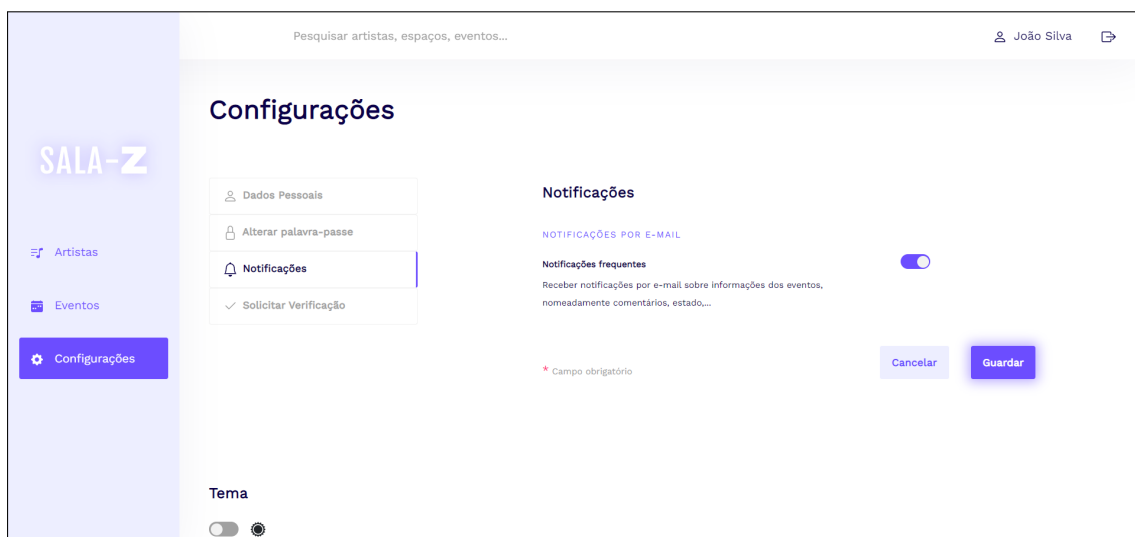 Pesquisar artistas, espaços, eventos...
João Silva
SALA-Z
Artistas
Eventos
Configurações
Configurações
Dados Pessoais
Alterar palavra-passe
Notificações
Solicitar Verificação
Notificações
NOTIFICAÇÕES POR E-MAIL
Notificações frequentes
Receber notificações por e-mail sobre informações dos eventos,
nomeadamente comentários, estado,...
* Campo obrigatório
Cancelar
Guardar
Tema